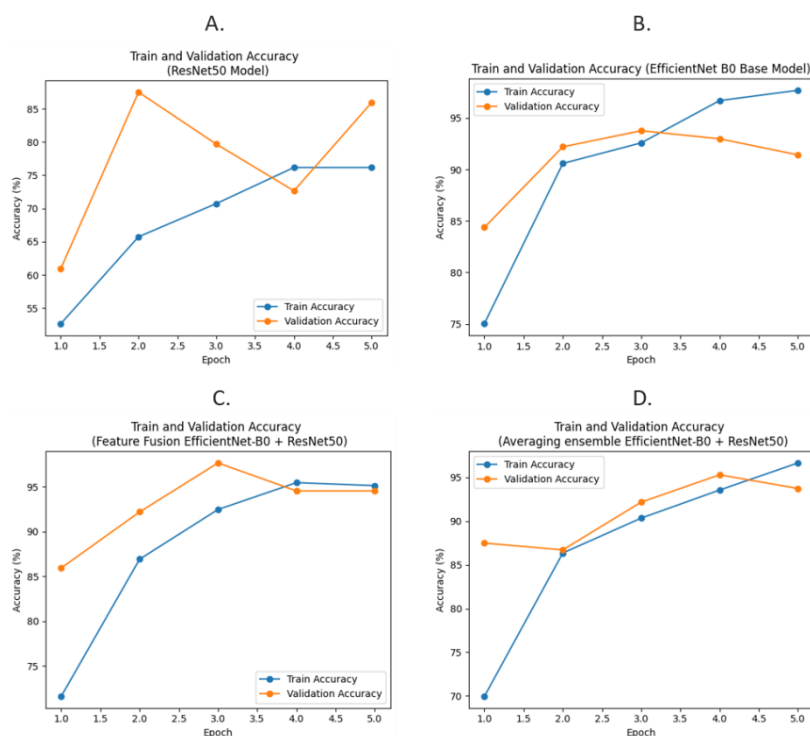 A.
Train and Validation Accuracy
(ResNet50 Model)
85
80
75
70
65
60
55
Accuracy (%)
Train Accuracy
Validation Accuracy
1.0 1.5 2.0 2.5 3.0 3.5 4.0 4.5 5.0
Epoch
B.
Train and Validation Accuracy (EfficientNet B0 Base Model)
Train Accuracy
Validation Accuracy
95
90
85
80
75
Accuracy (%)
1.0 1.5 2.0 2.5 3.0 3.5 4.0 4.5 5.0
Epoch
C.
Train and Validation Accuracy
(Feature Fusion EfficientNet-B0 + ResNet50)
95
90
85
80
75
Accuracy (%)
Train Accuracy
Validation Accuracy
1.0 1.5 2.0 2.5 3.0 3.5 4.0 4.5 5.0
Epoch
D.
Train and Validation Accuracy
(Averaging ensemble EfficientNet-B0 + ResNet50)
Train Accuracy
Validation Accuracy
95
90
85
80
75
70
Accuracy (%)
1.0 1.5 2.0 2.5 3.0 3.5 4.0 4.5 5.0
Epoch